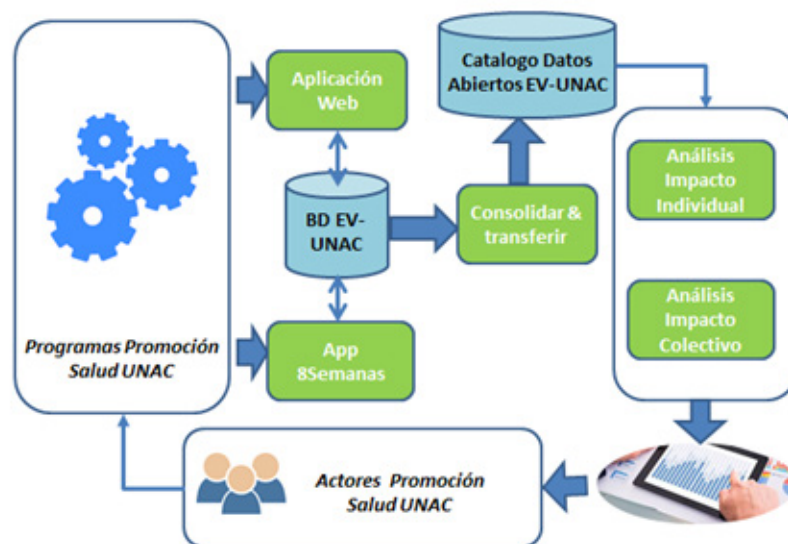 Programas Promoción
Salud UNAC
Aplicación
Web
BD EV-
UNAC
App
8Semanas
Consolidar &
transferir
Catalogo Datos
Abiertos EV-UNAC
Análisis
Impacto
Individual
Análisis
Impacto
Colectivo
Actores Promoción
Salud UNAC